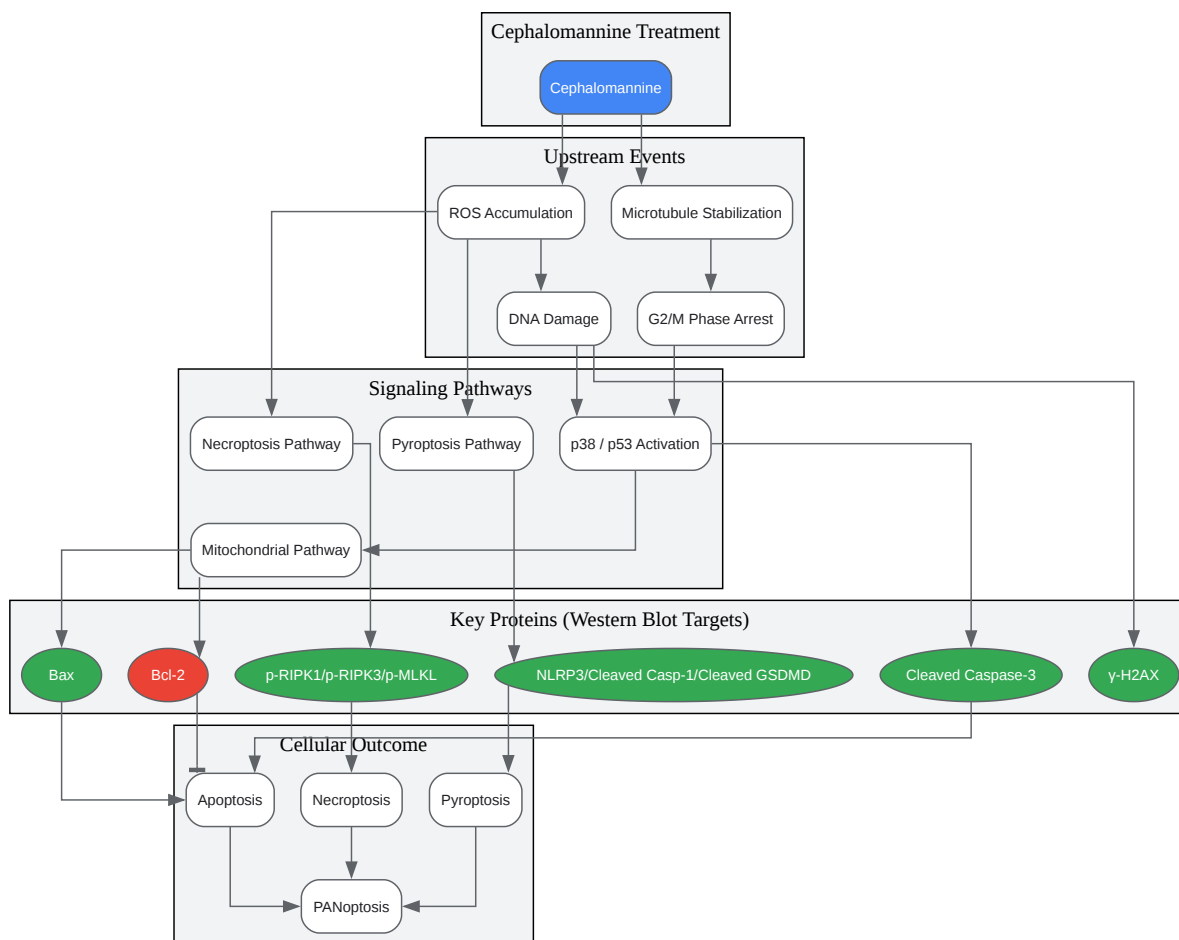 Cephalomannine Treatment
Cephalomannine
Upstream Events
ROS Accumulation
Microtubule Stabilization
DNA Damage
G2/M Phase Arrest
Signaling Pathways
Necroptosis Pathway
Pyroptosis Pathway
p38 / p53 Activation
Mitochondrial Pathway
Key Proteins (Western Blot Targets)
Bax
Bcl-2
p-RIPK1/p-RIPK3/p-MLKL
NLRP3/Cleaved Casp-1/Cleaved GSDMD
Cleaved Caspase-3
γ-H2AX
Cellular Outcome
Apoptosis
Necroptosis
Pyroptosis
PANoptosis